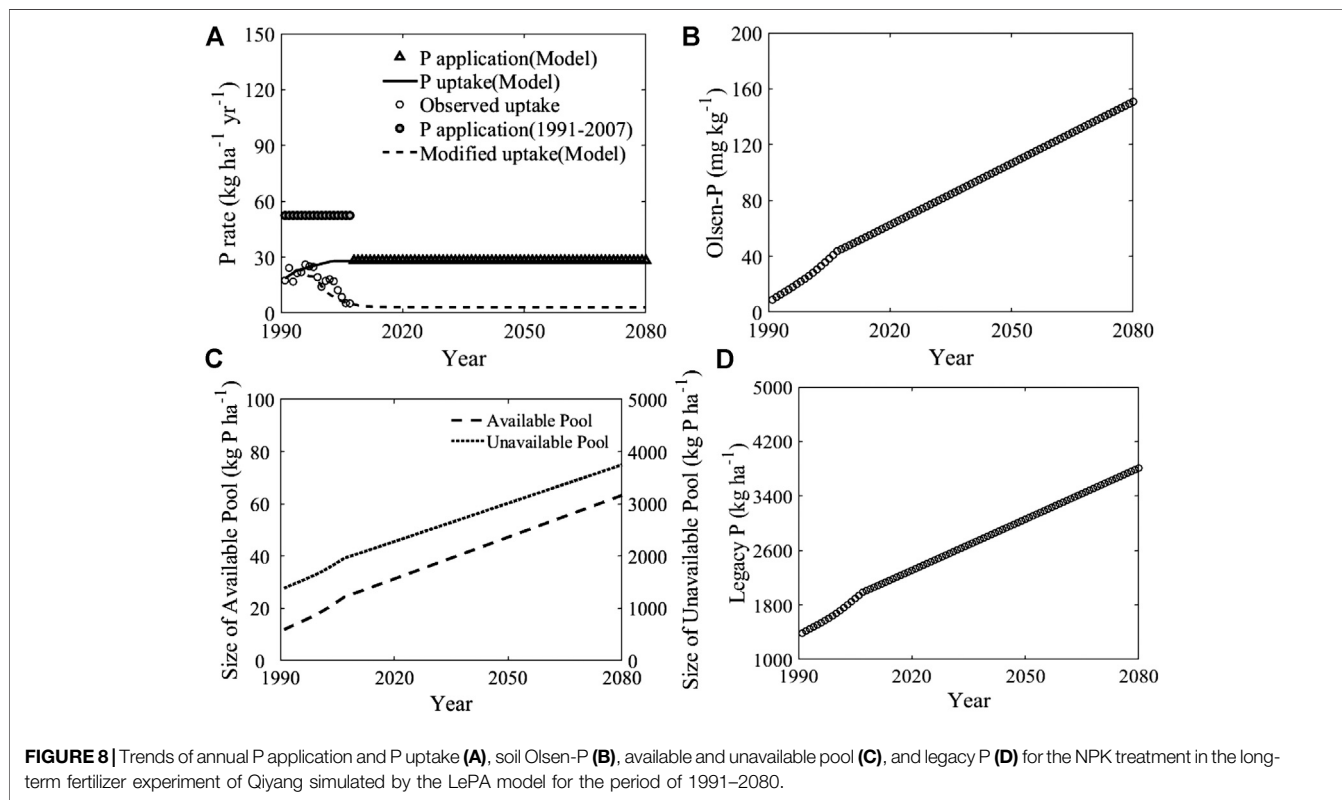 A
P rate (kg ha-1 yr-1)
150
120
90
60
30
0
P application(Model)
P uptake(Model)
Observed uptake
P application(1991-2007)
Modified uptake(Model)
1990 2020 2050 2080
Year
B
Olsen-P (mg kg-1)
200
160
120
80
40
0
1990 2020 2050 2080
Year
C
Size of Available Pool (kg P ha-1)
100
80
60
40
20
0
Available Pool
Unavailable Pool
5000
4000
3000
2000
1000
0
Size of Unavailable Pool (kg P ha-1)
1990 2020 2050 2080
Year
D
Legacy P (kg ha-1)
5000
4200
3400
2600
1800
1000
1990 2020 2050 2080
Year
FIGURE 8 | Trends of annual P application and P uptake (A), soil Olsen-P (B), available and unavailable pool (C), and legacy P (D) for the NPK treatment in the long-
term fertilizer experiment of Qiyang simulated by the LePA model for the period of 1991–2080.